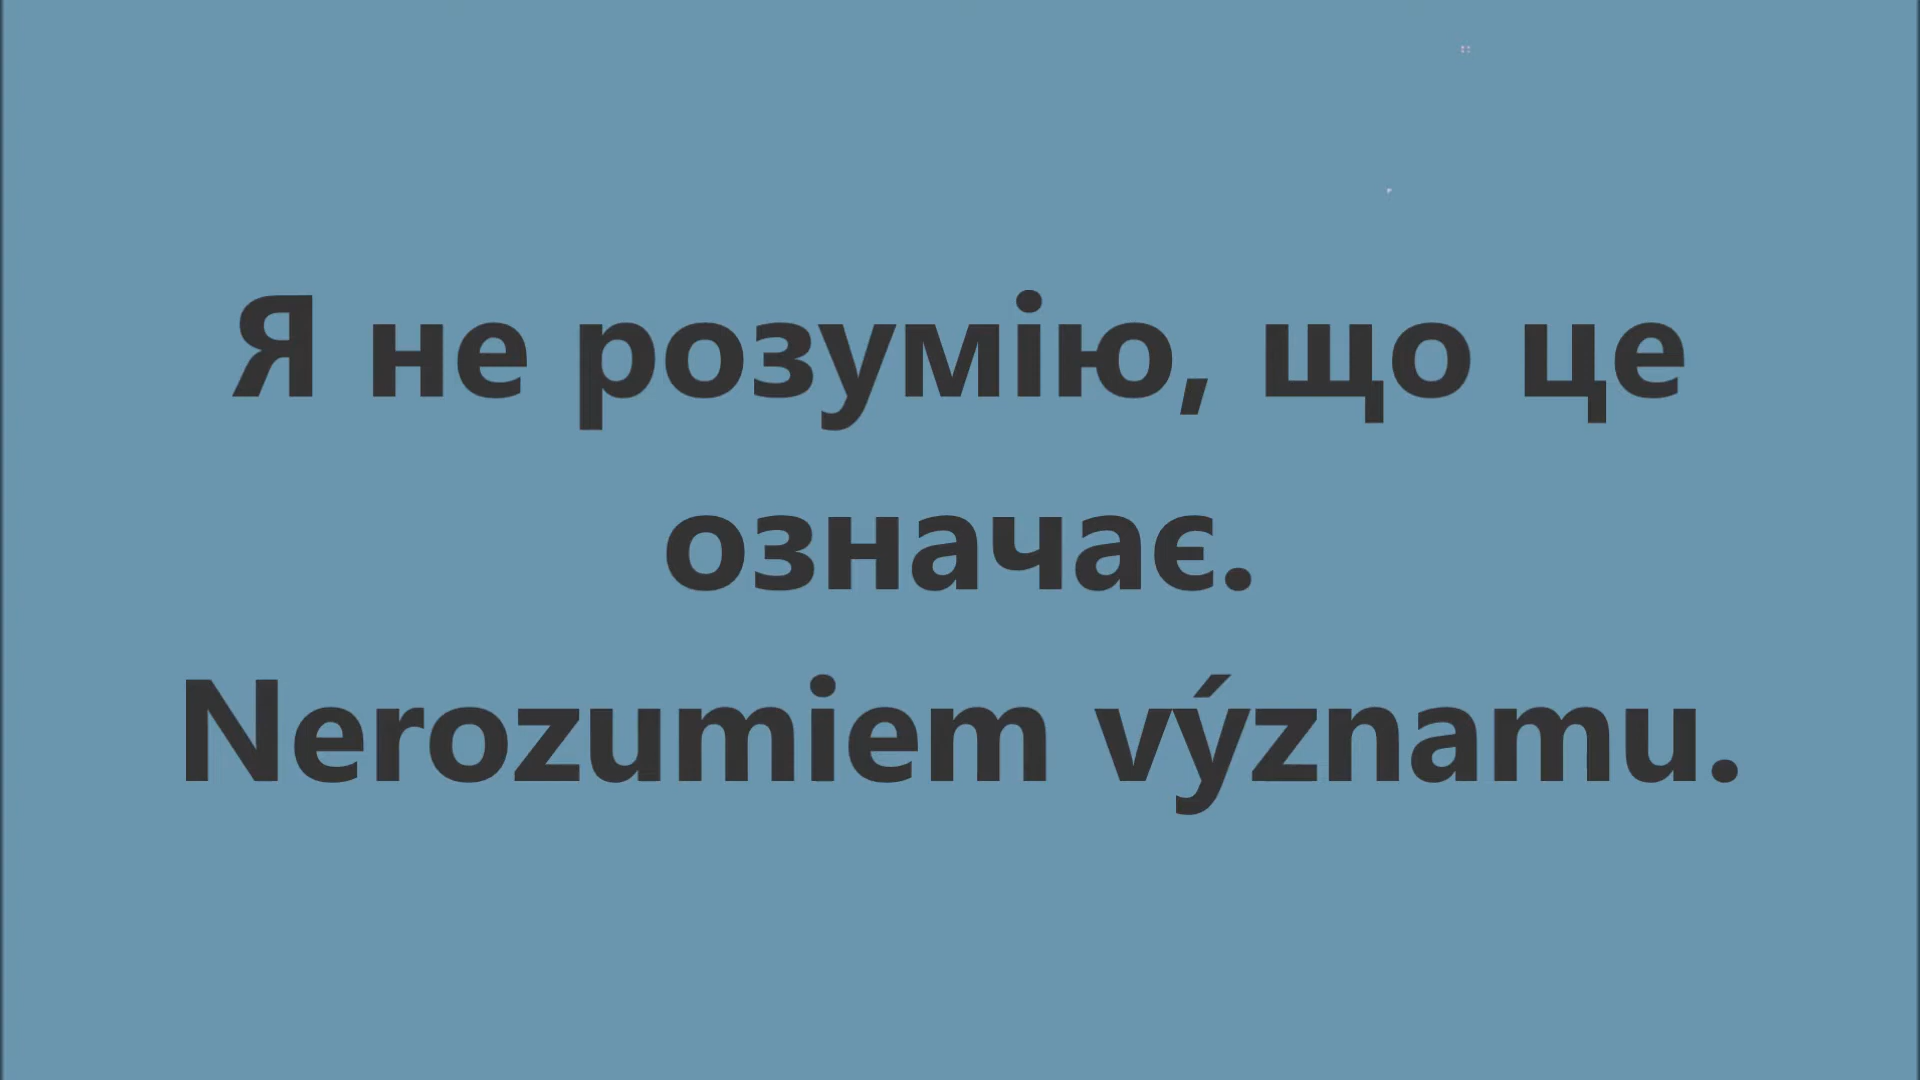 Я не розумію, що це
означає.
Nerozumiem významu.